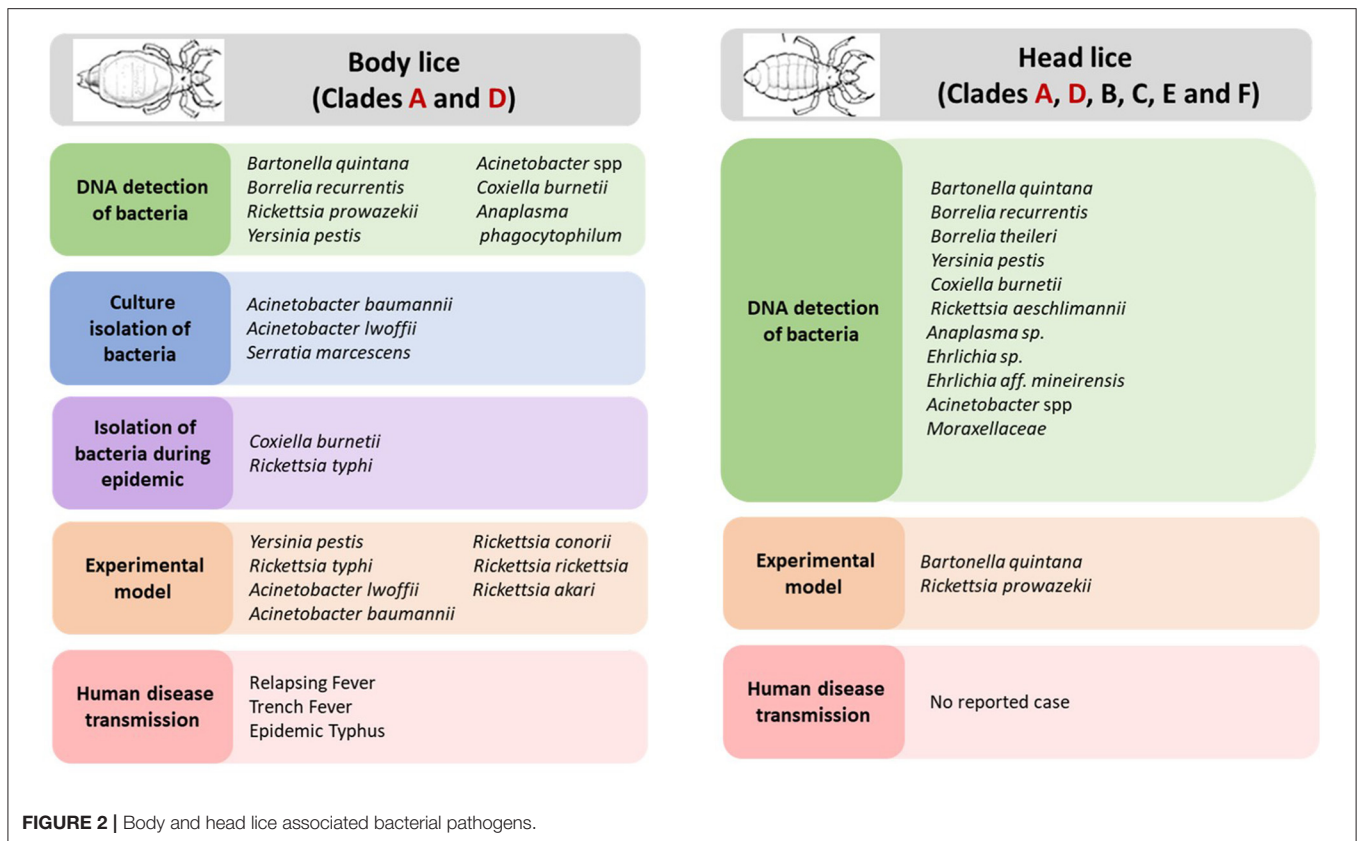 Body lice
(Clades A and D)
DNA detection
of bacteria
Bartonella quintana
Borrelia recurrentis
Rickettsia prowazekii
Yersinia pestis
Acinetobacter spp
Coxiella burnetii
Anaplasma
phagocytophilum
Culture
isolation of
bacteria
Acinetobacter baumannii
Acinetobacter lwoffii
Serratia marcescens
Isolation of
bacteria during
epidemic
Coxiella burnetii
Rickettsia typhi
Experimental
model
Yersinia pestis
Rickettsia typhi
Acinetobacter lwoffii
Acinetobacter baumannii
Rickettsia conorii
Rickettsia rickettsia
Rickettsia akari
Human disease
transmission
Relapsing Fever
Trench Fever
Epidemic Typhus
Head lice
(Clades A, D, B, C, E and F)
DNA detection
of bacteria
Bartonella quintana
Borrelia recurrentis
Borrelia theileri
Yersinia pestis
Coxiella burnetii
Rickettsia aeschlimannii
Anaplasma sp.
Ehrlichia sp.
Ehrlichia aff. mineirensis
Acinetobacter spp
Moraxellaceae
Experimental
model
Bartonella quintana
Rickettsia prowazekii
Human disease
transmission
No reported case
FIGURE 2 | Body and head lice associated bacterial pathogens.